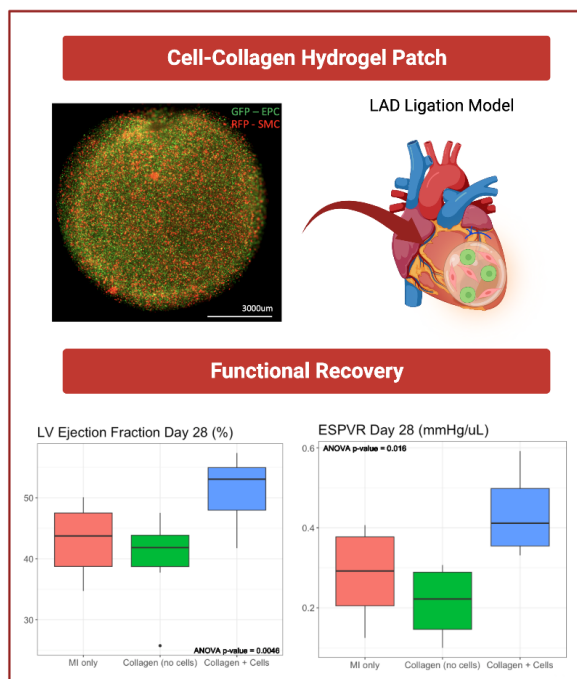 Cell-Collagen Hydrogel Patch
GFP – EPC
RFP - SMC
3000um
LAD Ligation Model
Functional Recovery
LV Ejection Fraction Day 28 (%)
50
40
30
ANOVA p-value = 0.0046
MI only
Collagen (no cells)
Collagen + Cells
ESPVR Day 28 (mmHg/uL)
ANOVA p-value = 0.016
0.6
0.4
0.2
MI only
Collagen (no cells)
Collagen + Cells